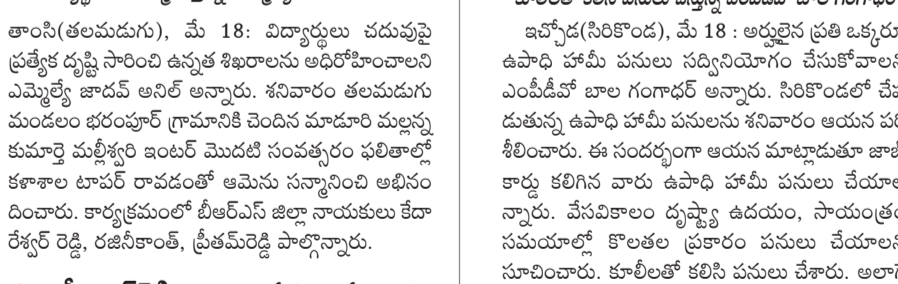 తాంసి(తలమడుగు), మే 18: విద్యార్థులు చదువుపై
ప్రత్యేక దృష్టి సారించి ఉన్నత శిఖరాలను అధిరోహించాలని
ఎమ్మెల్యే జాదవ్ అనిల్ అన్నారు. శనివారం తలమడుగు
మండలం భరంపూర్ గ్రామానికి చెందిన మాడూరి మల్లన్న
కుమార్తె మల్లీశ్వరి ఇంటర్ మొదటి సంవత్సరం ఫలితాల్లో
కళాశాల టాపర్ రావడంతో ఆమెను సన్మానించి అభినం
దించారు. కార్యక్రమంలో బీఆర్ఎస్ జిల్లా నాయకులు కేదా
రేశ్వర్ రెడ్డి, రజినీకాంత్, ప్రీతమ్‌రెడ్డి పాల్గొన్నారు.
ఇచ్చోడ(సిరికొండ), మే 18 : అర్హులైన ప్రతి ఒక్కరూ
ఉపాధి హామీ పనులు సద్వినియోగం చేసుకోవాలని
ఎంపీడీవో బాల గంగాధర్ అన్నారు. సిరికొండలో చేప
డుతున్న ఉపాధి హామీ పనులను శనివారం ఆయన పరి
శీలించారు. ఈ సందర్భంగా ఆయన మాట్లాడుతూ జాబ్
కార్డు కలిగిన వారు ఉపాధి హామీ పనులు చేయాల
న్నారు. వేసవికాలం దృష్ట్యా ఉదయం, సాయంత్రం
సమయాల్లో కొలతల ప్రకారం పనులు చేయాలని
సూచించారు. కూలీలతో కలిసి పనులు చేశారు. అలాగే